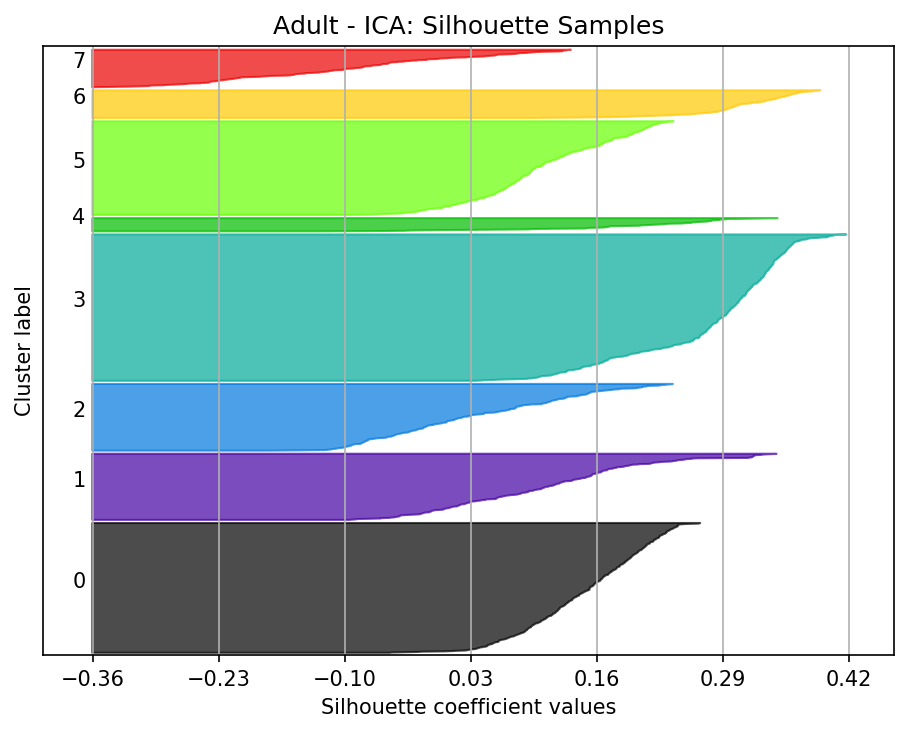 Adult - ICA: Silhouette Samples
7
6
5
4
3
2
1
0
Cluster label
−0.36 −0.23 −0.10 0.03 0.16 0.29 0.42
Silhouette coefficient values